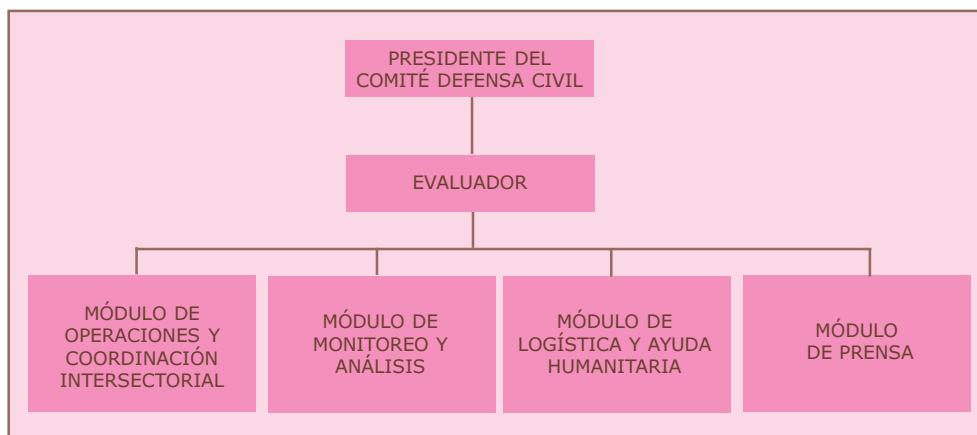 PRESIDENTE DEL
COMITÉ DEFENSA CIVIL
EVALUADOR
MÓDULO DE
OPERACIONES Y
COORDINACIÓN
INTERSECTORIAL
MÓDULO DE
MONITOREO Y
ANÁLISIS
MÓDULO DE
LOGÍSTICA Y AYUDA
HUMANITARIA
MÓDULO
DE PRENSA